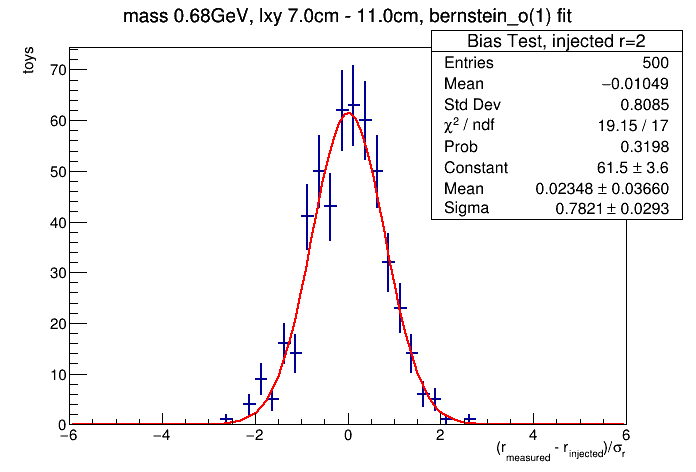 mass 0.68GeV, lxy 7.0cm - 11.0cm, bernstein_o(1) fit
Bias Test, injected r=2
Entries 500
Mean −0.01049
Std Dev 0.8085
χ² / ndf 19.15 / 17
Prob 0.3198
Constant 61.5 ± 3.6
Mean 0.02348 ± 0.03660
Sigma 0.7821 ± 0.0293
toys
70
60
50
40
30
20
10
0
−6 −4 −2 0 2 4 6
(r_measured - r_injected)/σ_r